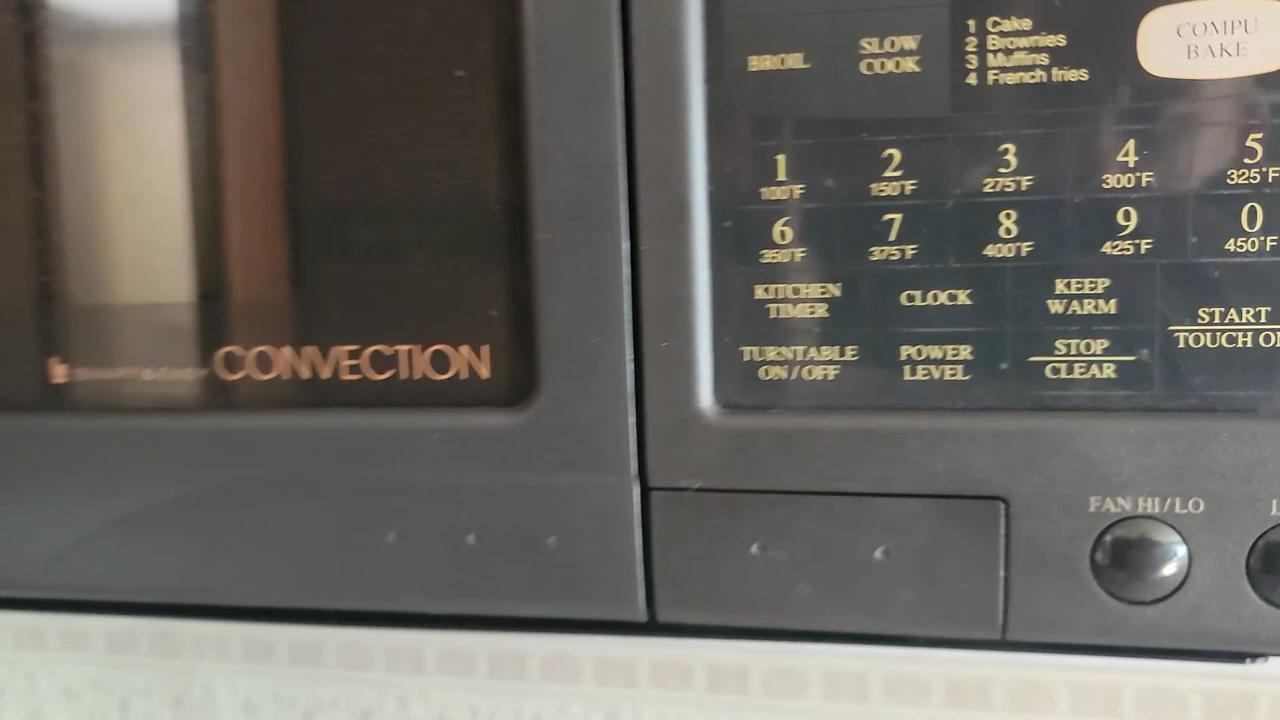 BROIL
SLOW
COOK
1 Cake
2 Brownies
3 Muffins
4 French fries
COMPU
BAKE
1
100°F
2
150°F
3
275°F
4
300°F
5
325°F
6
350°F
7
375°F
8
400°F
9
425°F
0
450°F
KITCHEN
TIMER
CLOCK
KEEP
WARM
START
TOUCH
TURNTABLE
ON/OFF
POWER
LEVEL
STOP
CLEAR
CONVECTION
FAN HI/LO